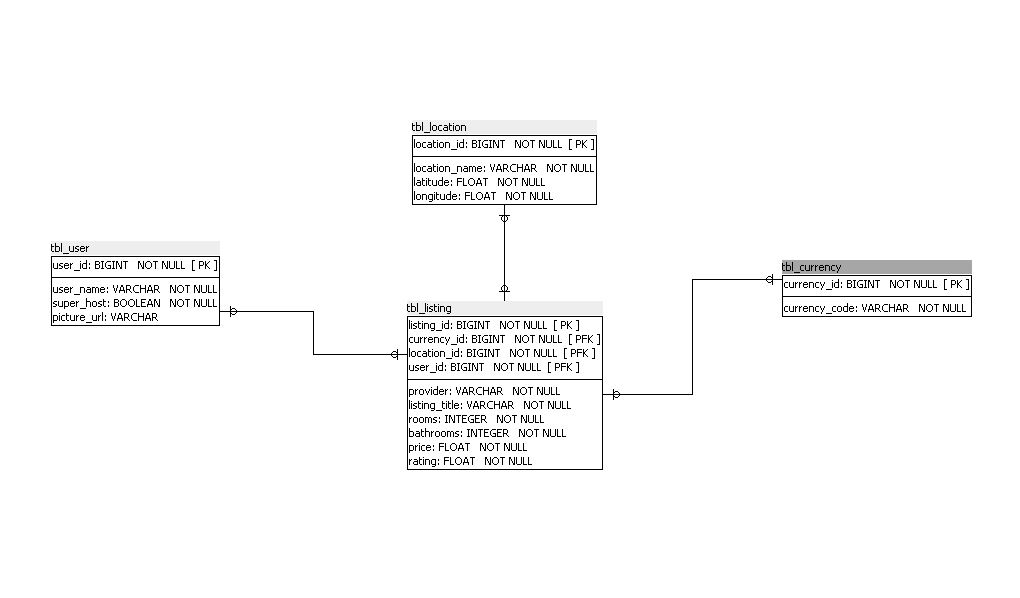 tbl_location
location_id: BIGINT NOT NULL [ PK ]
location_name: VARCHAR NOT NULL
latitude: FLOAT NOT NULL
longitude: FLOAT NOT NULL
tbl_user
user_id: BIGINT NOT NULL [ PK ]
user_name: VARCHAR NOT NULL
super_host: BOOLEAN NOT NULL
picture_url: VARCHAR
tbl_currency
currency_id: BIGINT NOT NULL [ PK ]
currency_code: VARCHAR NOT NULL
tbl_listing
listing_id: BIGINT NOT NULL [ PK ]
currency_id: BIGINT NOT NULL [ PFK ]
location_id: BIGINT NOT NULL [ PFK ]
user_id: BIGINT NOT NULL [ PFK ]
provider: VARCHAR NOT NULL
listing_title: VARCHAR NOT NULL
rooms: INTEGER NOT NULL
bathrooms: INTEGER NOT NULL
price: FLOAT NOT NULL
rating: FLOAT NOT NULL